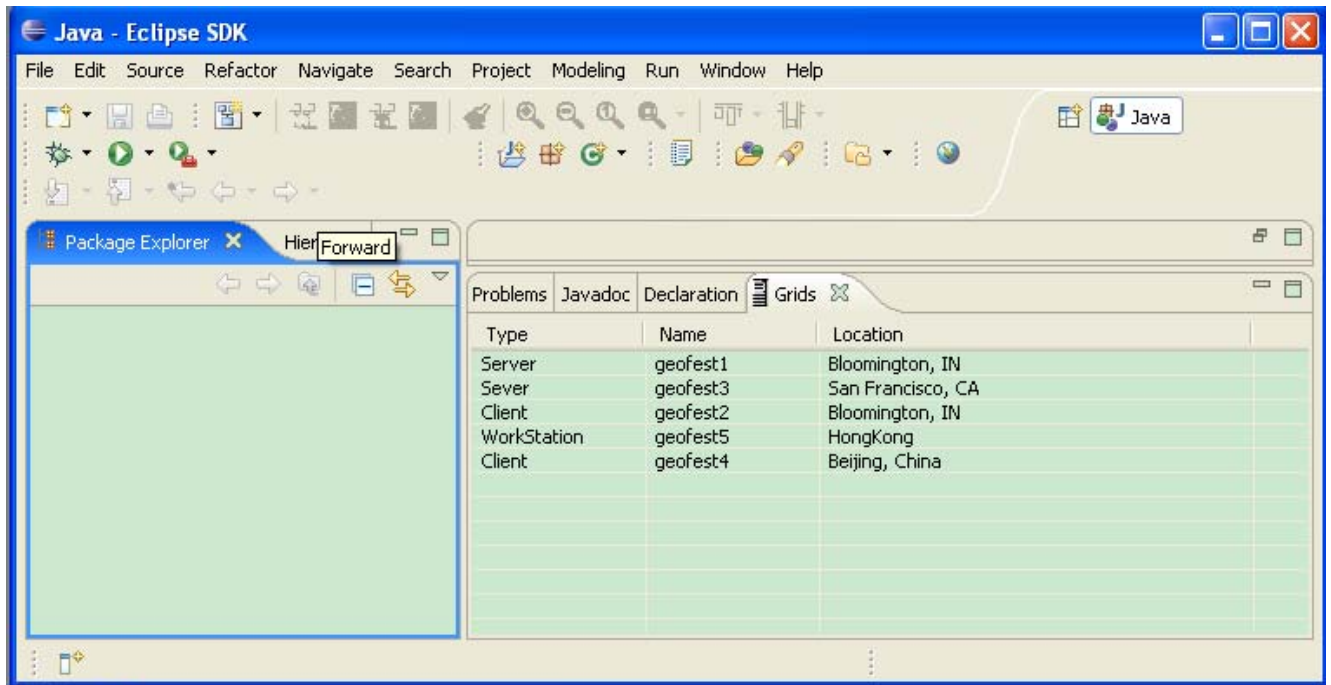 Java - Eclipse SDK
File Edit Source Refactor Navigate Search Project Modeling Run Window Help
Java
Package Explorer
Forward
Problems Javadoc Declaration Grids
Type Name Location
Server geofest1 Bloomington, IN
Sever geofest3 San Francisco, CA
Client geofest2 Bloomington, IN
WorkStation geofest5 HongKong
Client geofest4 Beijing, China